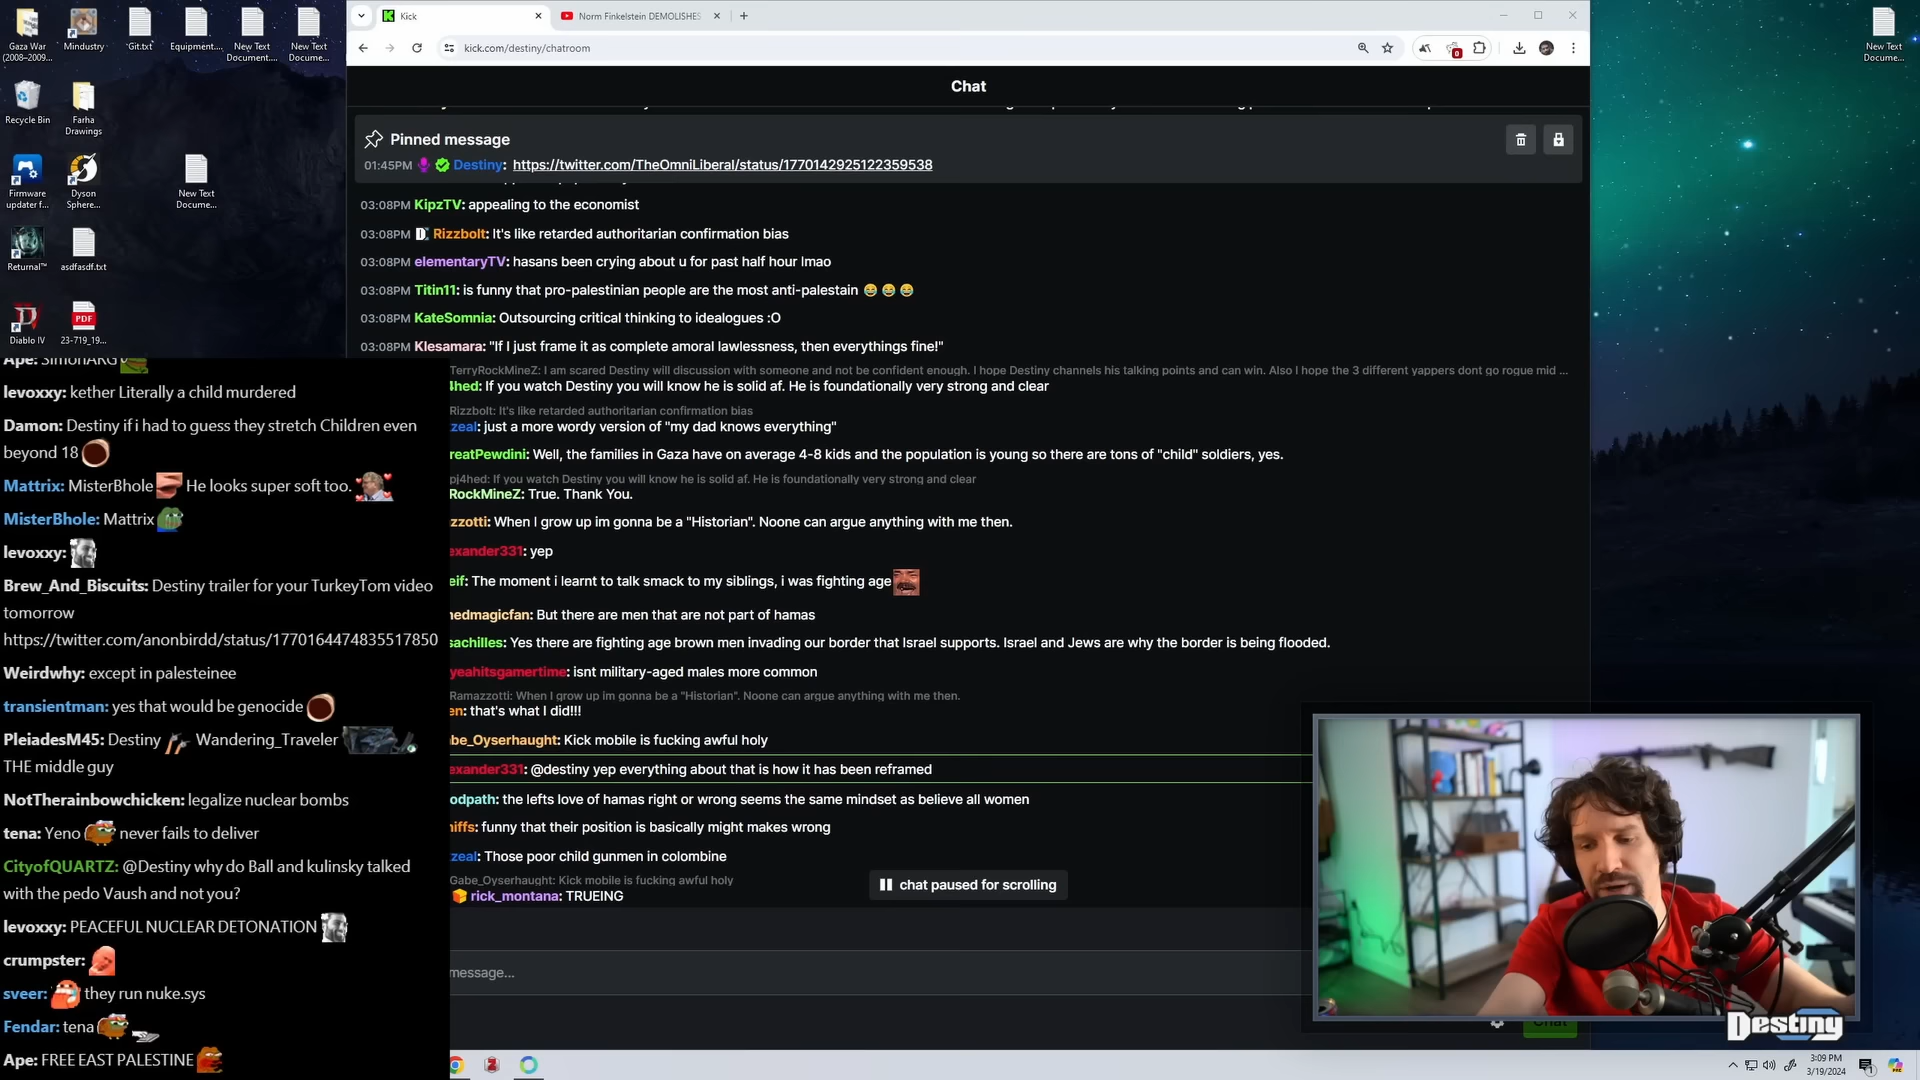 Gaza War
(2008–2009...
Mindustry
Git.txt
Equipment....
New Text
Document....
New Text
Docume...
Recycle Bin
Farha
Drawings
Firmware
updater f...
Dyson
Sphere...
New Text
Docume...
Returnal™
asdfasdf.txt
Diablo IV
PDF
23-719_19...
Kick
Norm Finkelstein DEMOLISHES
kick.com/destiny/chatroom
0
New Text
Docume...
Chat
Pinned message
01:45PM Destiny: https://twitter.com/TheOmniLiberal/status/1770142925122359538
03:08PM KipzTV: appealing to the economist
03:08PM Rizzbolt: It's like retarded authoritarian confirmation bias
03:08PM elementaryTV: hasans been crying about u for past half hour lmao
03:08PM Titin11: is funny that pro-palestinian people are the most anti-palestain 😂 😂 😂
03:08PM KateSomnia: Outsourcing critical thinking to idealogues :O
03:08PM Klesamara: "If I just frame it as complete amoral lawlessness, then everythings fine!"
TerryRockMineZ: I am scared Destiny will discussion with someone and not be confident enough. I hope Destiny channels his talking points and can win. Also I hope the 3 different yappers dont go rogue mid ...
4hed: If you watch Destiny you will know he is solid af. He is foundationally very strong and clear
Rizzbolt: It's like retarded authoritarian confirmation bias
zeal: just a more wordy version of "my dad knows everything"
reatPewdini: Well, the families in Gaza have on average 4-8 kids and the population is young so there are tons of "child" soldiers, yes.
pj4hed: If you watch Destiny you will know he is solid af. He is foundationally very strong and clear
RockMineZ: True. Thank You.
zzotti: When I grow up im gonna be a "Historian". Noone can argue anything with me then.
exander331: yep
eif: The moment i learnt to talk smack to my siblings, i was fighting age
nedmagicfan: But there are men that are not part of hamas
sachilles: Yes there are fighting age brown men invading our border that Israel supports. Israel and Jews are why the border is being flooded.
yeahitsgamertime: isnt military-aged males more common
Ramazzotti: When I grow up im gonna be a "Historian". Noone can argue anything with me then.
en: that's what I did!!!
abe_Oyserhaught: Kick mobile is fucking awful holy
exander331: @destiny yep everything about that is how it has been reframed
odpath: the lefts love of hamas right or wrong seems the same mindset as believe all women
niffs: funny that their position is basically might makes wrong
zeal: Those poor child gunmen in colombine
Gabe_Oyserhaught: Kick mobile is fucking awful holy
rick_montana: TRUEING
chat paused for scrolling
message...
Chat
Ape: SimonARG
levoxxy: kether Literally a child murdered
Damon: Destiny if i had to guess they stretch Children even
beyond 18
Mattrix: MisterBhole He looks super soft too.
MisterBhole: Mattrix
levoxxy:
Brew_And_Biscuits: Destiny trailer for your TurkeyTom video
tomorrow
https://twitter.com/anonbirdd/status/1770164474835517850
Weirdwhy: except in palesteinee
transientman: yes that would be genocide
PleiadesM45: Destiny Wandering_Traveler
THE middle guy
NotTherainbowchicken: legalize nuclear bombs
tena: Yeno never fails to deliver
CityofQUARTZ: @Destiny why do Ball and kulinsky talked
with the pedo Vaush and not you?
levoxxy: PEACEFUL NUCLEAR DETONATION
crumpster:
sveer: they run nuke.sys
Fendar: tena
Ape: FREE EAST PALESTINE
Destiny
3:09 PM
3/19/2024